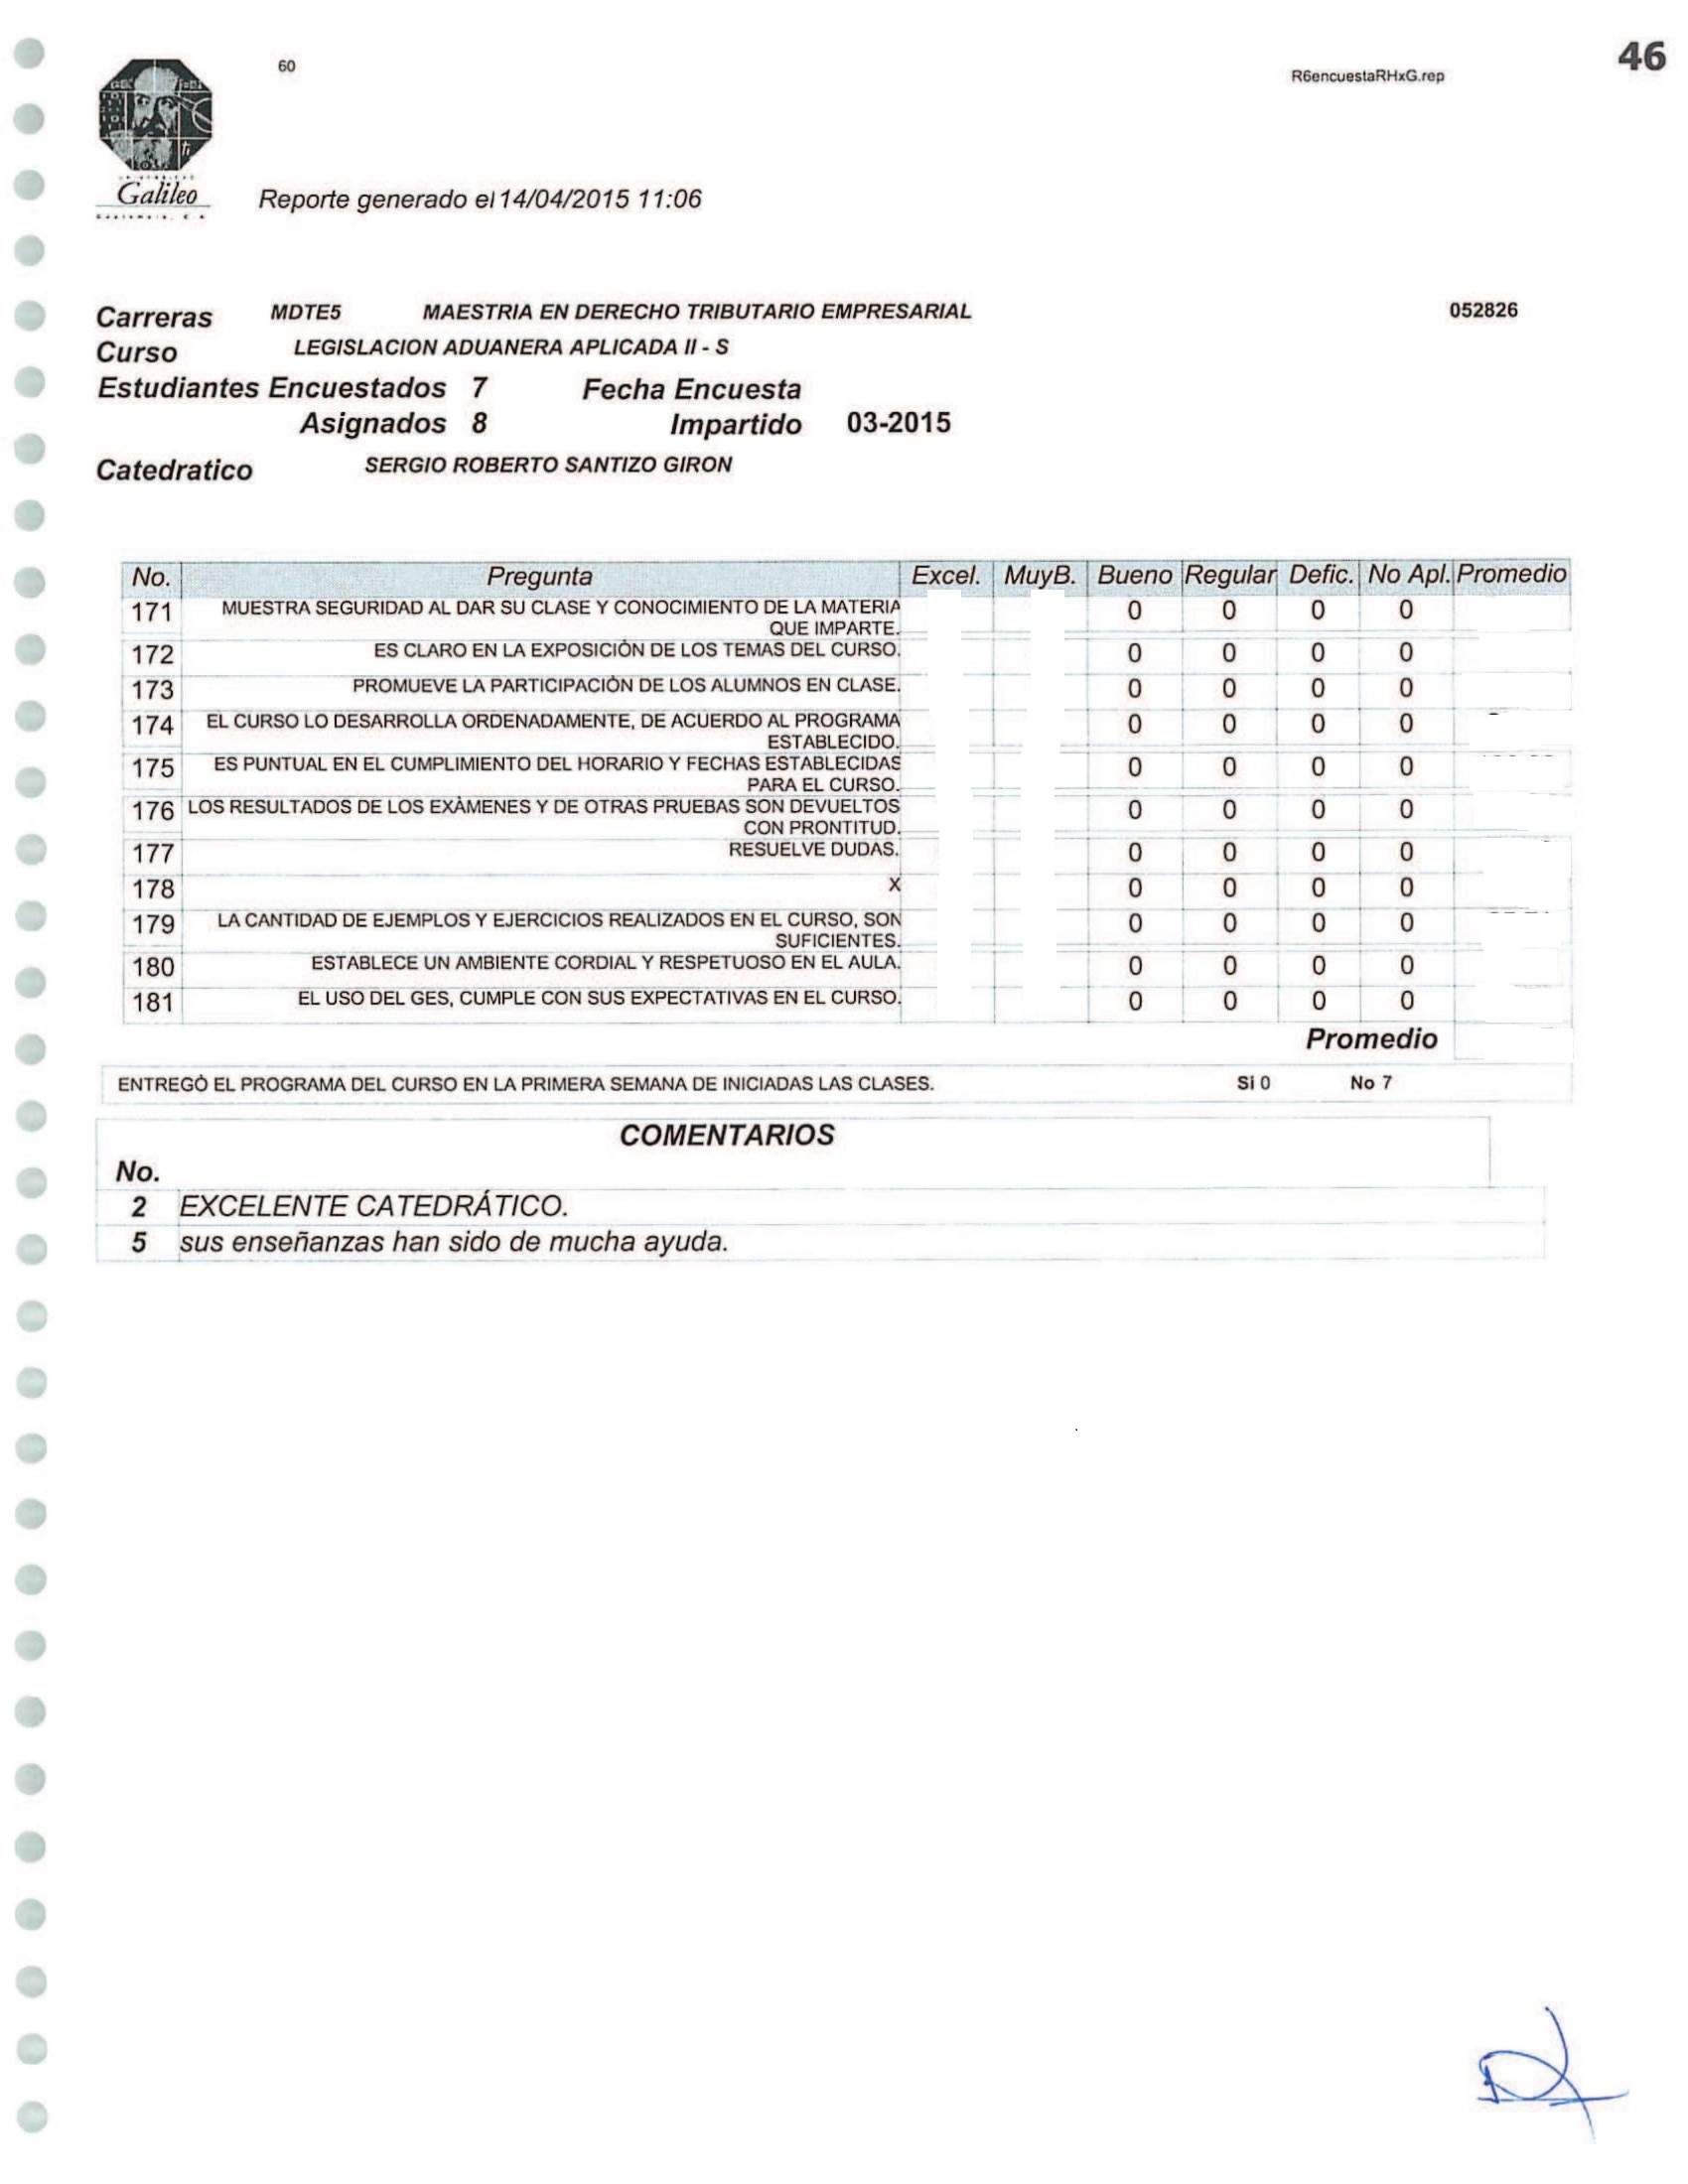 46
60
R6encuestaRHxG.rep
Galileo
Reporte generado el 14/04/2015 11:06
Carreras MDTE5 MAESTRIA EN DERECHO TRIBUTARIO EMPRESARIAL 052826
Curso LEGISLACION ADUANERA APLICADA II - S
Estudiantes Encuestados 7 Fecha Encuesta
Asignados 8 Impartido 03-2015
Catedratico SERGIO ROBERTO SANTIZO GIRON
No. Pregunta Excel. MuyB. Bueno Regular Defic. No Apl. Promedio
171 MUESTRA SEGURIDAD AL DAR SU CLASE Y CONOCIMIENTO DE LA MATERIA 0 0 0 0
QUE IMPARTE.
172 ES CLARO EN LA EXPOSICIÓN DE LOS TEMAS DEL CURSO. 0 0 0 0
173 PROMUEVE LA PARTICIPACIÒN DE LOS ALUMNOS EN CLASE. 0 0 0 0
174 EL CURSO LO DESARROLLA ORDENADAMENTE, DE ACUERDO AL PROGRAMA 0 0 0 0
ESTABLECIDO.
175 ES PUNTUAL EN EL CUMPLIMIENTO DEL HORARIO Y FECHAS ESTABLECIDAS 0 0 0 0
PARA EL CURSO.
176 LOS RESULTADOS DE LOS EXÀMENES Y DE OTRAS PRUEBAS SON DEVUELTOS 0 0 0 0
CON PRONTITUD.
177 RESUELVE DUDAS. 0 0 0 0
178 X 0 0 0 0
179 LA CANTIDAD DE EJEMPLOS Y EJERCICIOS REALIZADOS EN EL CURSO, SON 0 0 0 0
SUFICIENTES.
180 ESTABLECE UN AMBIENTE CORDIAL Y RESPETUOSO EN EL AULA. 0 0 0 0
181 EL USO DEL GES, CUMPLE CON SUS EXPECTATIVAS EN EL CURSO. 0 0 0 0
Promedio
ENTREGÒ EL PROGRAMA DEL CURSO EN LA PRIMERA SEMANA DE INICIADAS LAS CLASES. Si 0 No 7
COMENTARIOS
No.
2 EXCELENTE CATEDRÁTICO.
5 sus enseñanzas han sido de mucha ayuda.